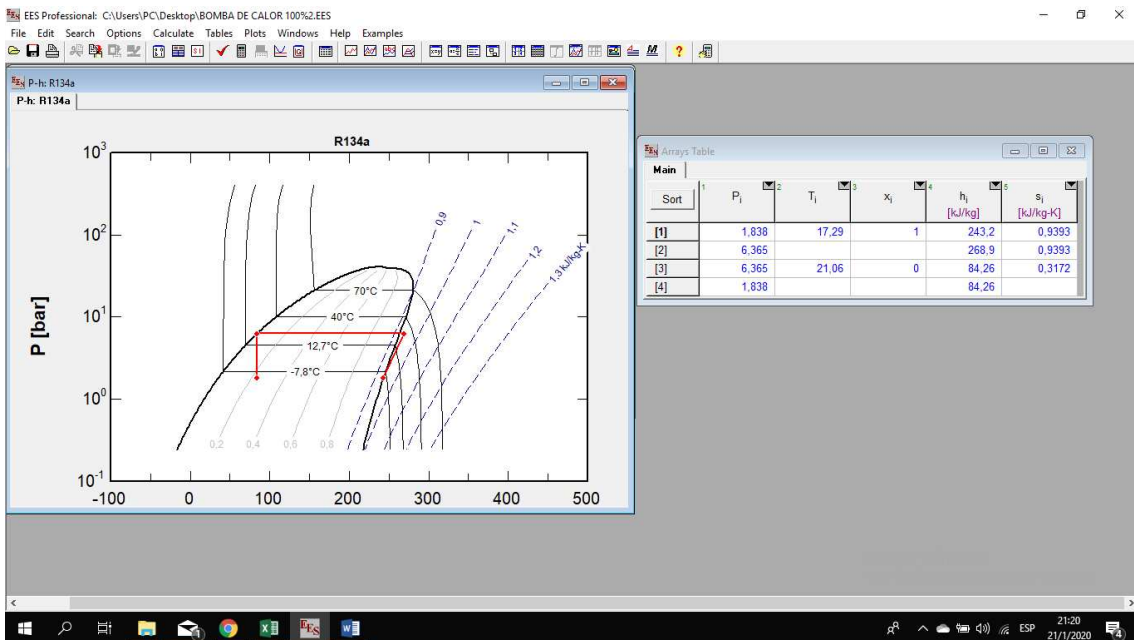 EES Professional: C:\Users\PC\Desktop\BOMBA DE CALOR 100%2.EES
File Edit Search Options Calculate Tables Plots Windows Help Examples
P-h: R134a
P-h: R134a
R134a
10³
10²
10¹
10⁰
10⁻¹
P [bar]
-100 0 100 200 300 400 500
0,9
1
1,1
1,2
1,3 kJ/kg-K
70°C
40°C
12,7°C
-7,8°C
0,2 0,4 0,6 0,8
Arrays Table
Main
Sort 1 Pi 2 Ti 3 xi 4 hi [kJ/kg] 5 si [kJ/kg-K]
[1] 1,838 17,29 1 243,2 0,9393
[2] 6,365 268,9 0,9393
[3] 6,365 21,06 0 84,26 0,3172
[4] 1,838 84,26
ESP
21:20
21/1/2020